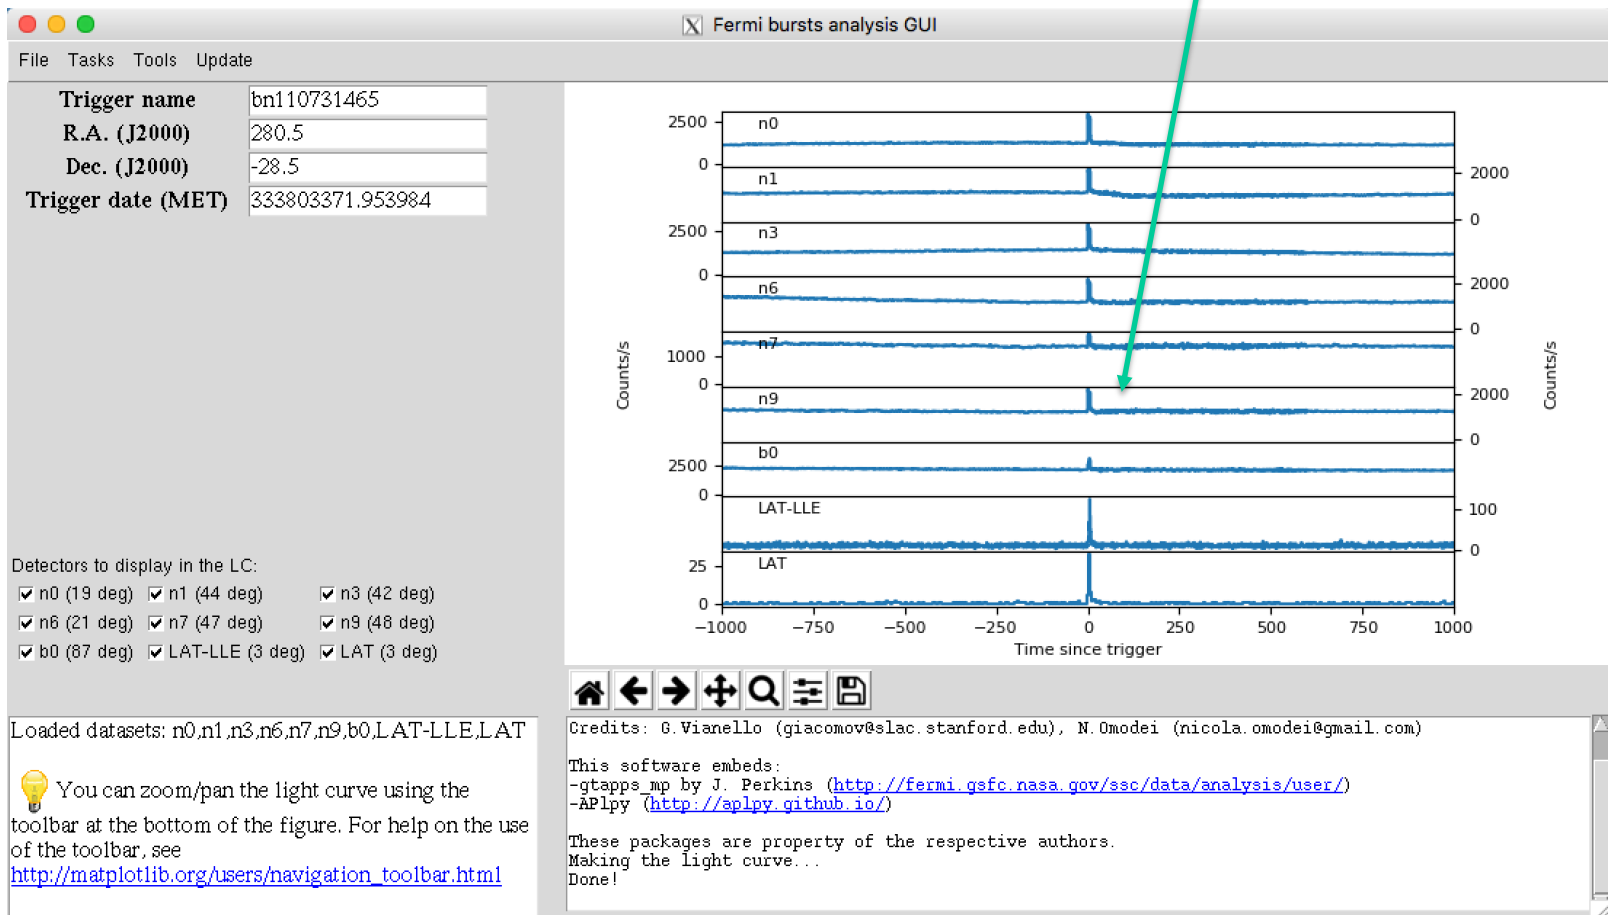 Fermi bursts analysis GUI
File Tasks Tools Update
Trigger name bn110731465
R.A. (J2000) 280.5
Dec. (J2000) -28.5
Trigger date (MET) 333803371.953984
2500
n0
0
n1
2000
0
2500
n3
0
n6
2000
0
n7
1000
0
n9
2000
0
b0
2500
0
LAT-LLE
100
0
LAT
25
0
Counts/s
Counts/s
−1000 −750 −500 −250 0 250 500 750 1000
Time since trigger
Detectors to display in the LC:
n0 (19 deg) n1 (44 deg) n3 (42 deg)
n6 (21 deg) n7 (47 deg) n9 (48 deg)
b0 (87 deg) LAT-LLE (3 deg) LAT (3 deg)
Loaded datasets: n0,n1,n3,n6,n7,n9,b0,LAT-LLE,LAT
You can zoom/pan the light curve using the
toolbar at the bottom of the figure. For help on the use
of the toolbar, see
http://matplotlib.org/users/navigation_toolbar.html
Credits: G.Vianello (giacomov@slac.stanford.edu), N.Omodei (nicola.omodei@gmail.com)
This software embeds:
-gtapps_mp by J. Perkins (http://fermi.gsfc.nasa.gov/ssc/data/analysis/user/)
-APlpy (http://aplpy.github.io/)
These packages are property of the respective authors.
Making the light curve...
Done!